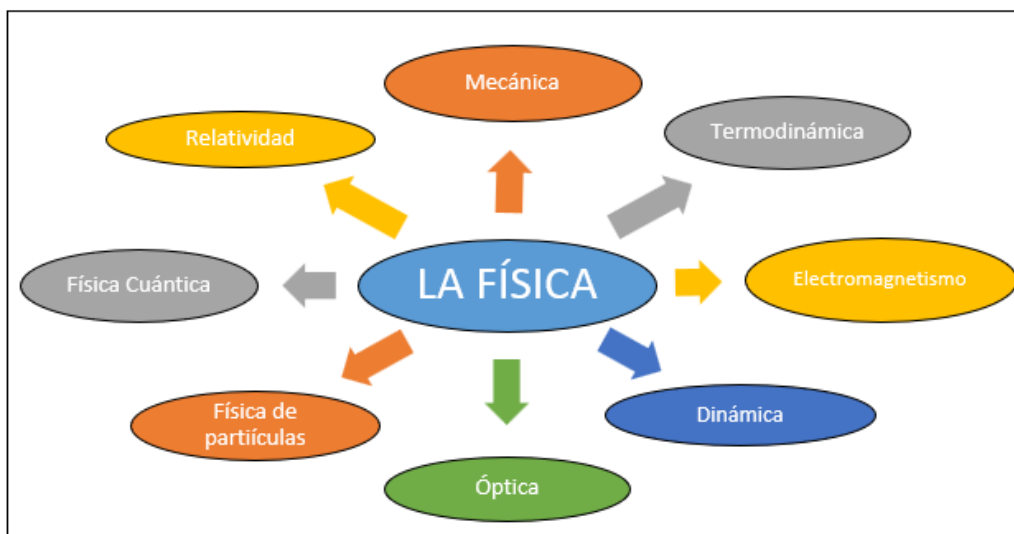 Mecánica
Termodinámica
Relatividad
LA FÍSICA
Física Cuántica
Electromagnetismo
Física de
partiículas
Dinámica
Óptica